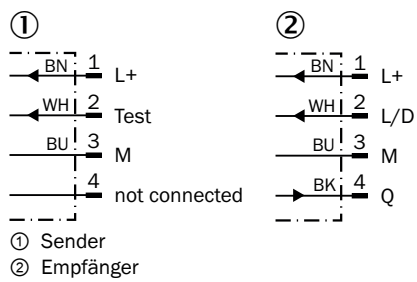 ① ②
BN 1 L+ BN 1 L+
WH 2 Test WH 2 L/D
BU 3 M BU 3 M
4 not connected BK 4 Q
① Sender
② Empfänger